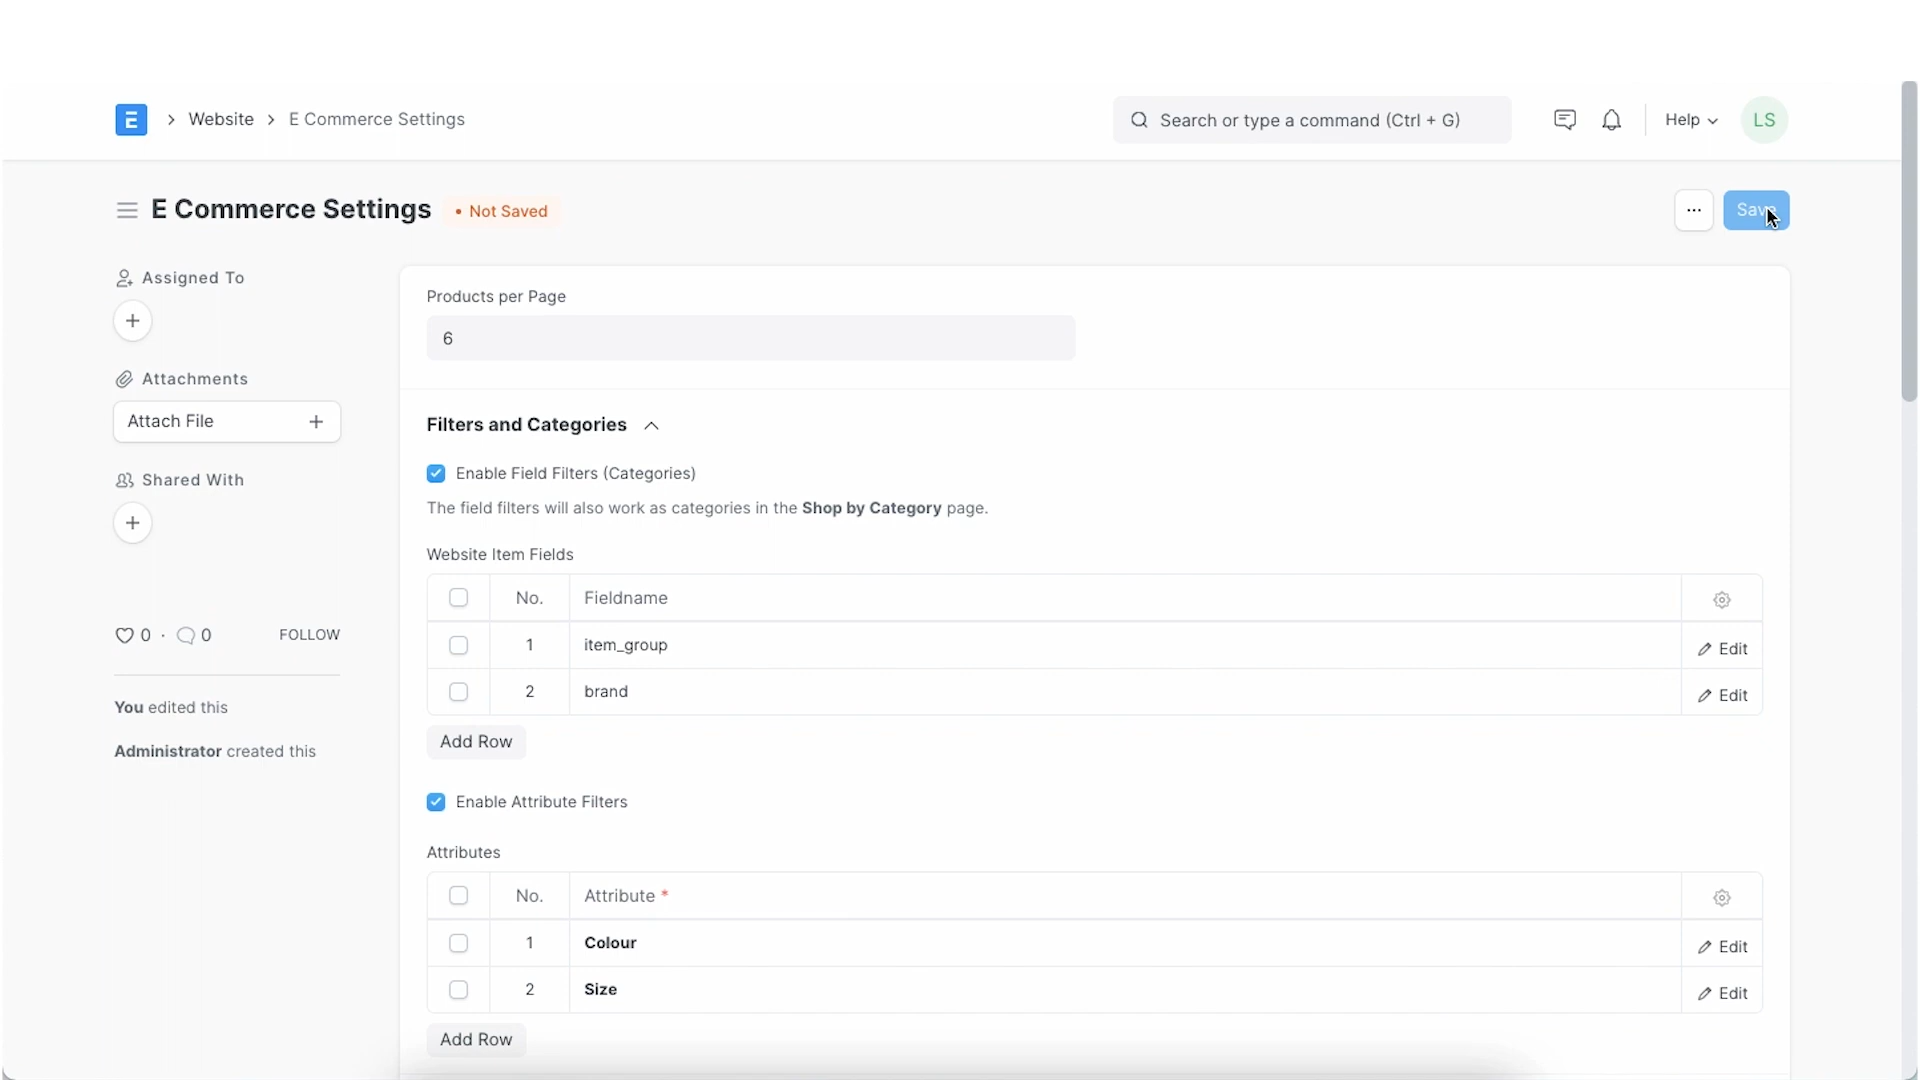 E > Website > E Commerce Settings Search or type a command (Ctrl + G) Help LS
E Commerce Settings • Not Saved ... Save
Assigned To
Attachments
Attach File
Shared With
0 · 0 FOLLOW
You edited this
Administrator created this
Products per Page
6
Filters and Categories
Enable Field Filters (Categories)
The field filters will also work as categories in the Shop by Category page.
Website Item Fields
No. Fieldname
1 item_group Edit
2 brand Edit
Add Row
Enable Attribute Filters
Attributes
No. Attribute *
1 Colour Edit
2 Size Edit
Add Row